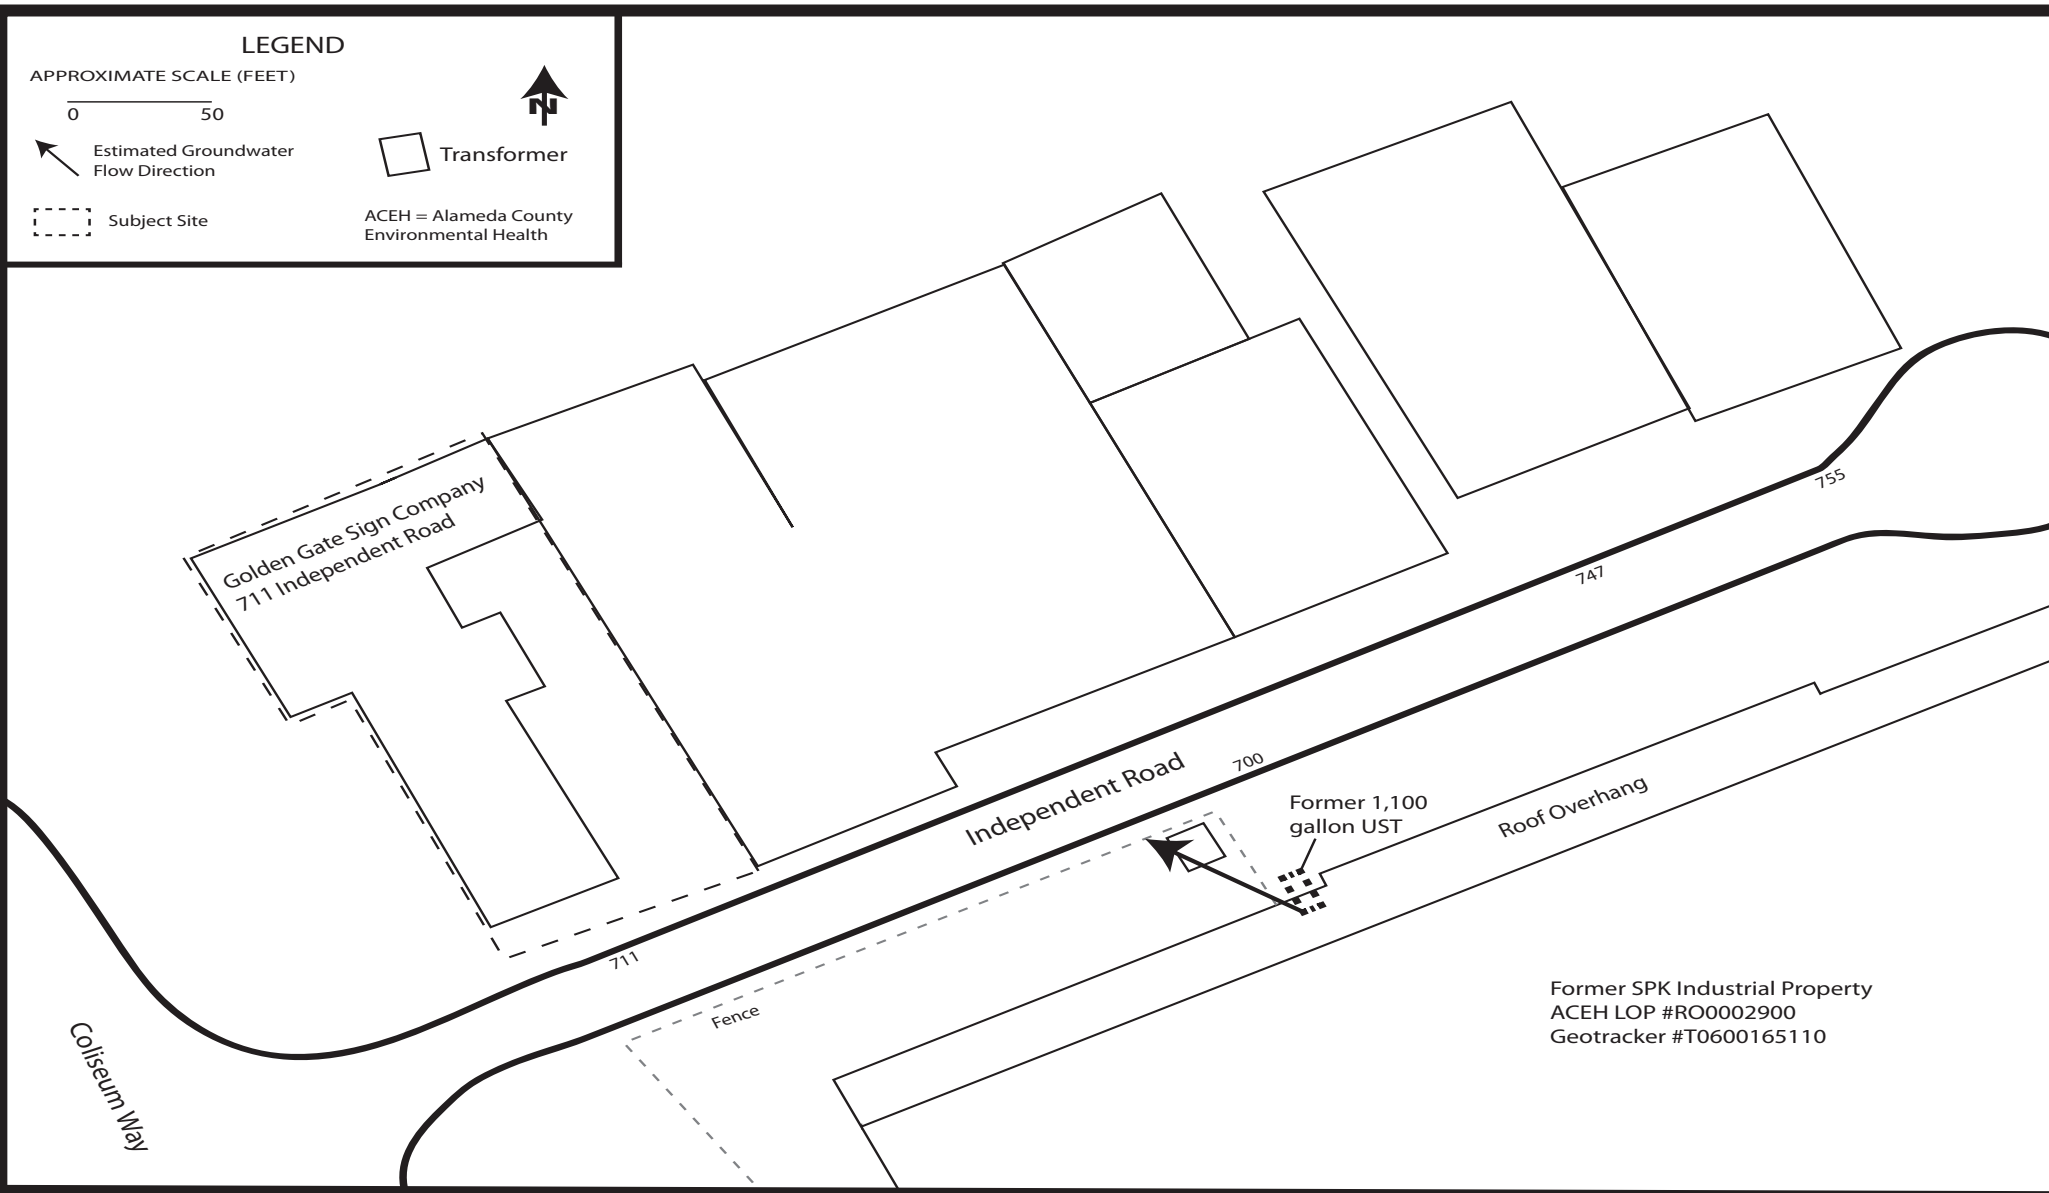 LEGEND
APPROXIMATE SCALE (FEET)
0 50
N
Estimated Groundwater
Flow Direction
Transformer
Subject Site
ACEH = Alameda County
Environmental Health
Golden Gate Sign Company
711 Independent Road
755
747
700
Independent Road
Former 1,100
gallon UST
Roof Overhang
711
Fence
Former SPK Industrial Property
ACEH LOP #RO0002900
Geotracker #T0600165110
Coliseum Way